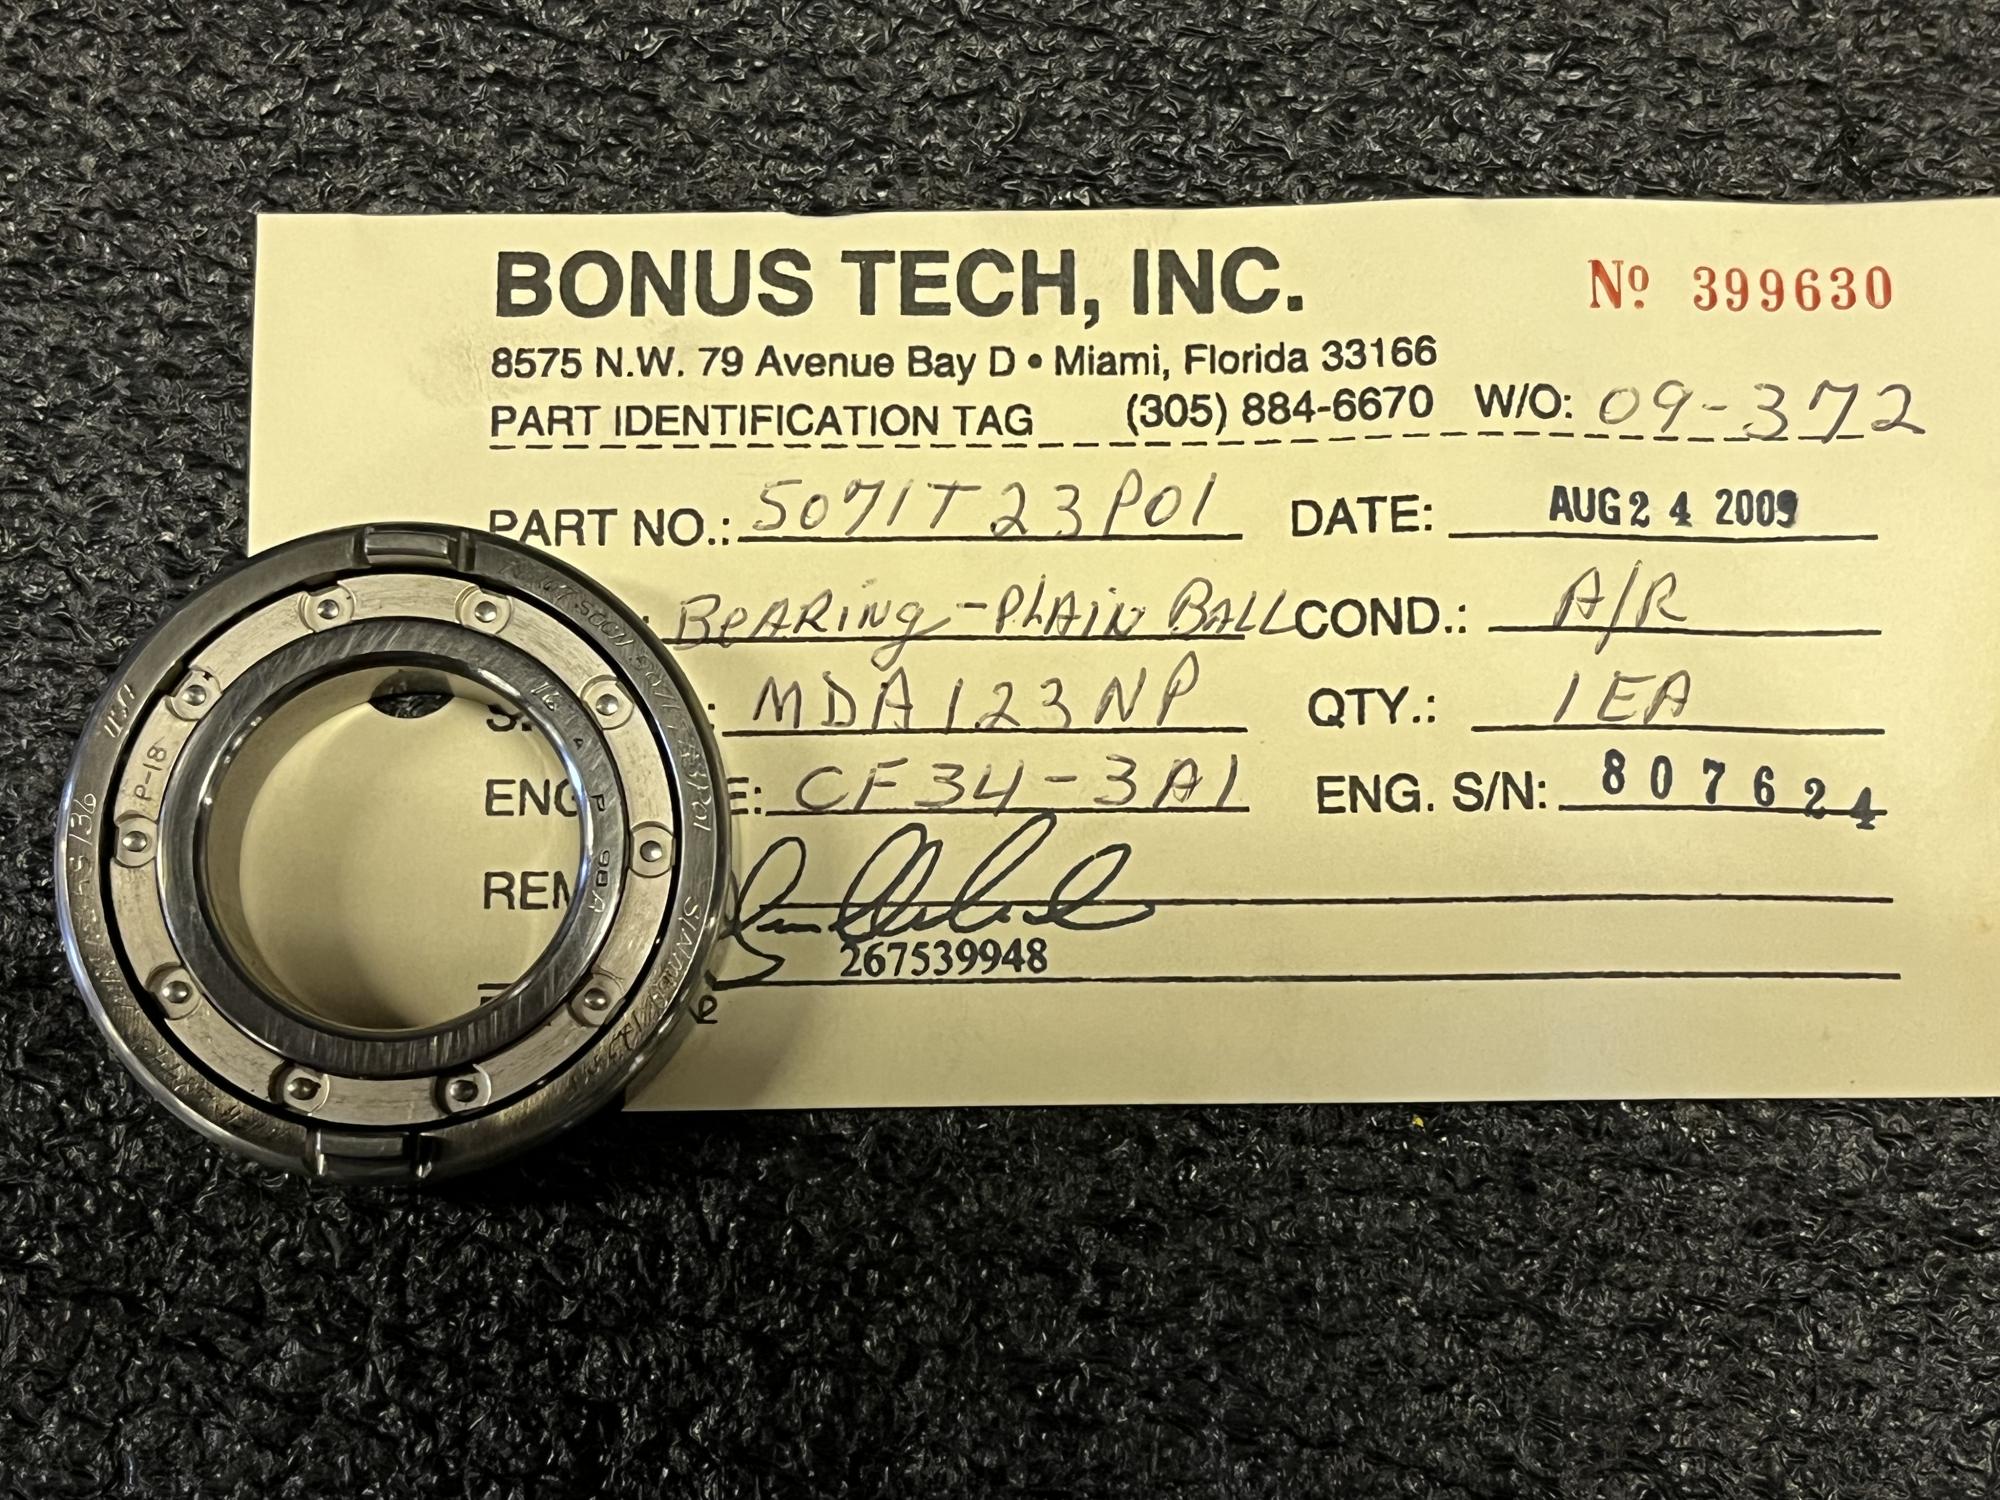 BONUS TECH, INC.
Nº 399630
8575 N.W. 79 Avenue Bay D • Miami, Florida 33166
PART IDENTIFICATION TAG (305) 884-6670 W/O: 09-372
PART NO.: 5071T23P01 DATE: AUG 24 2009
BEARING-PLAIN BALL COND.: A/R
MDA123NP QTY.: 1EA
CF34-3A1 ENG. S/N: 807624
267539948
P-18
P 90A